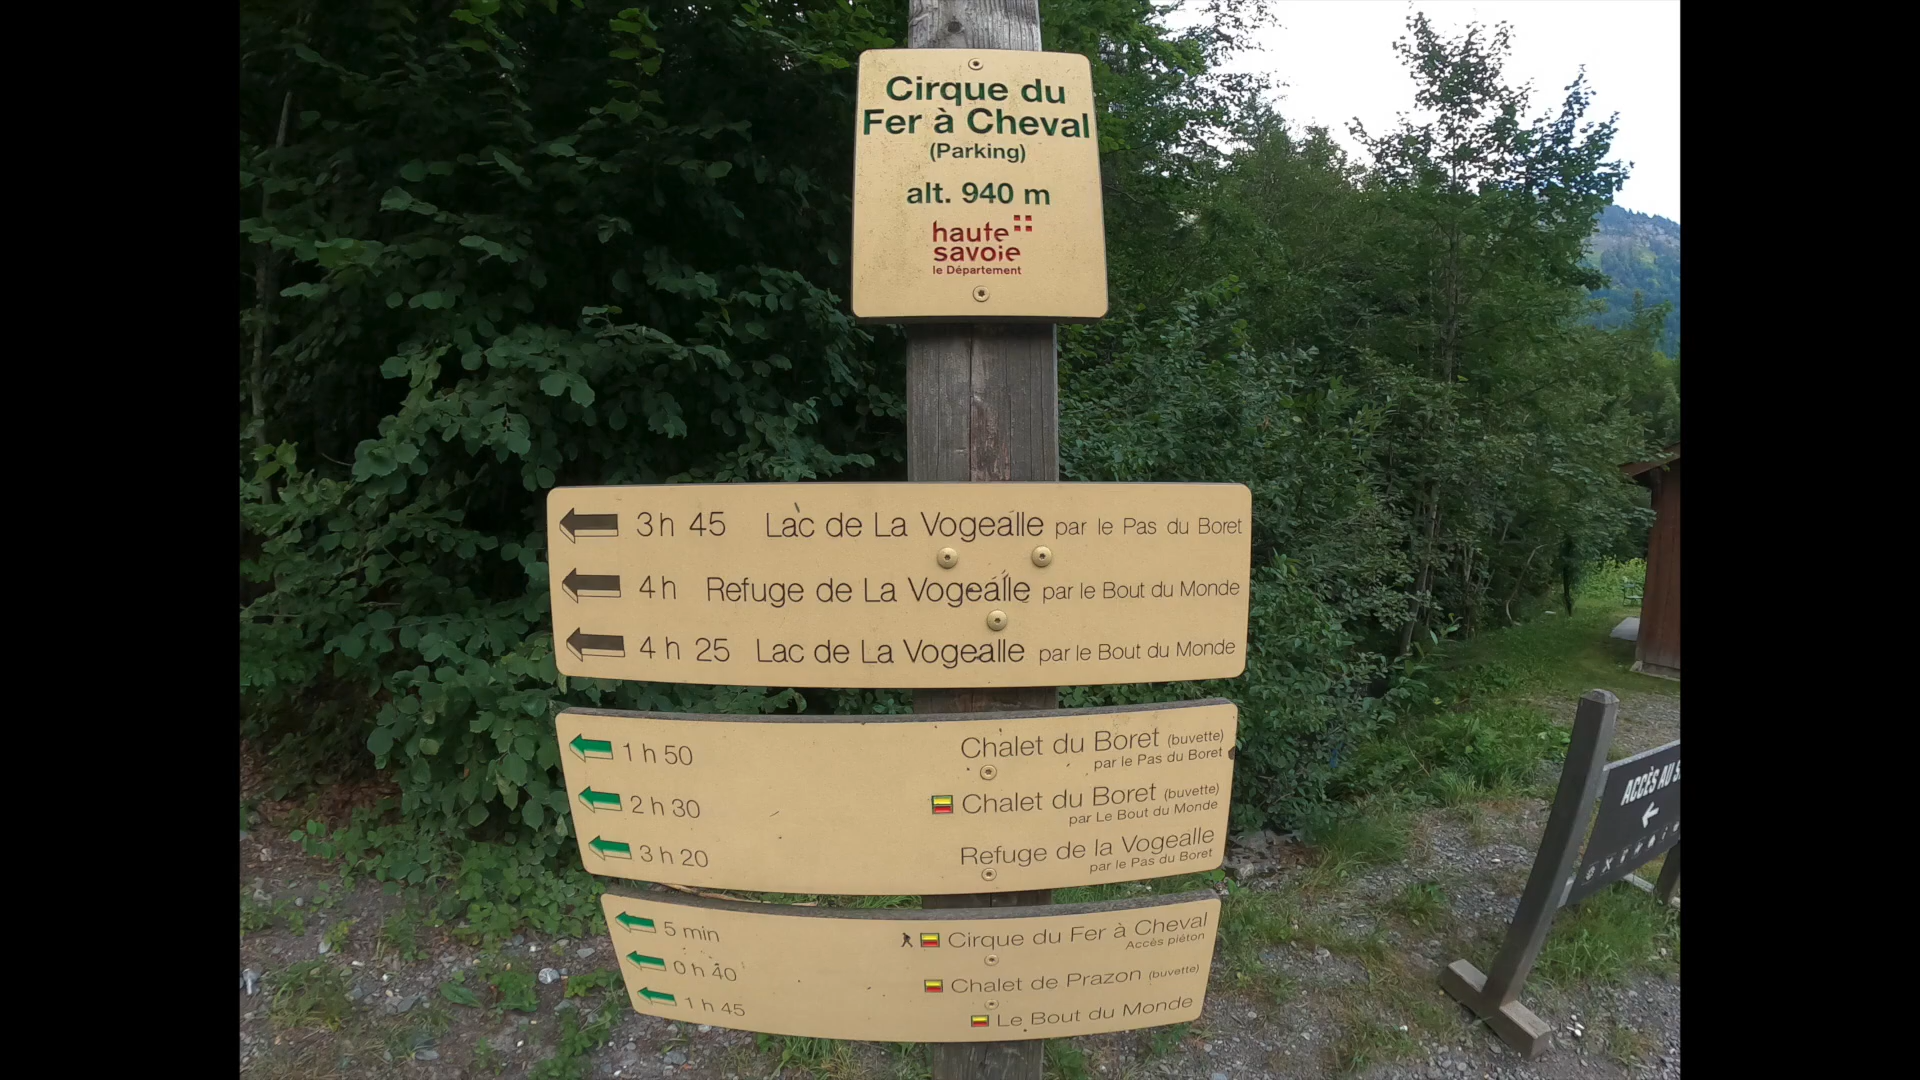 Cirque du
Fer à Cheval
(Parking)
alt. 940 m
haute
savoie
le Département
3 h 45 Lac de La Vogealle par le Pas du Boret
4 h Refuge de La Vogealle par le Bout du Monde
4 h 25 Lac de La Vogealle par le Bout du Monde
1 h 50 Chalet du Boret (buvette)
par le Pas du Boret
2 h 30 Chalet du Boret (buvette)
par Le Bout du Monde
3 h 20 Refuge de la Vogealle
par le Pas du Boret
5 min Cirque du Fer à Cheval
Accès piéton
0 h 40 Chalet de Prazon (buvette)
1 h 45 Le Bout du Monde
ACCÈS AU